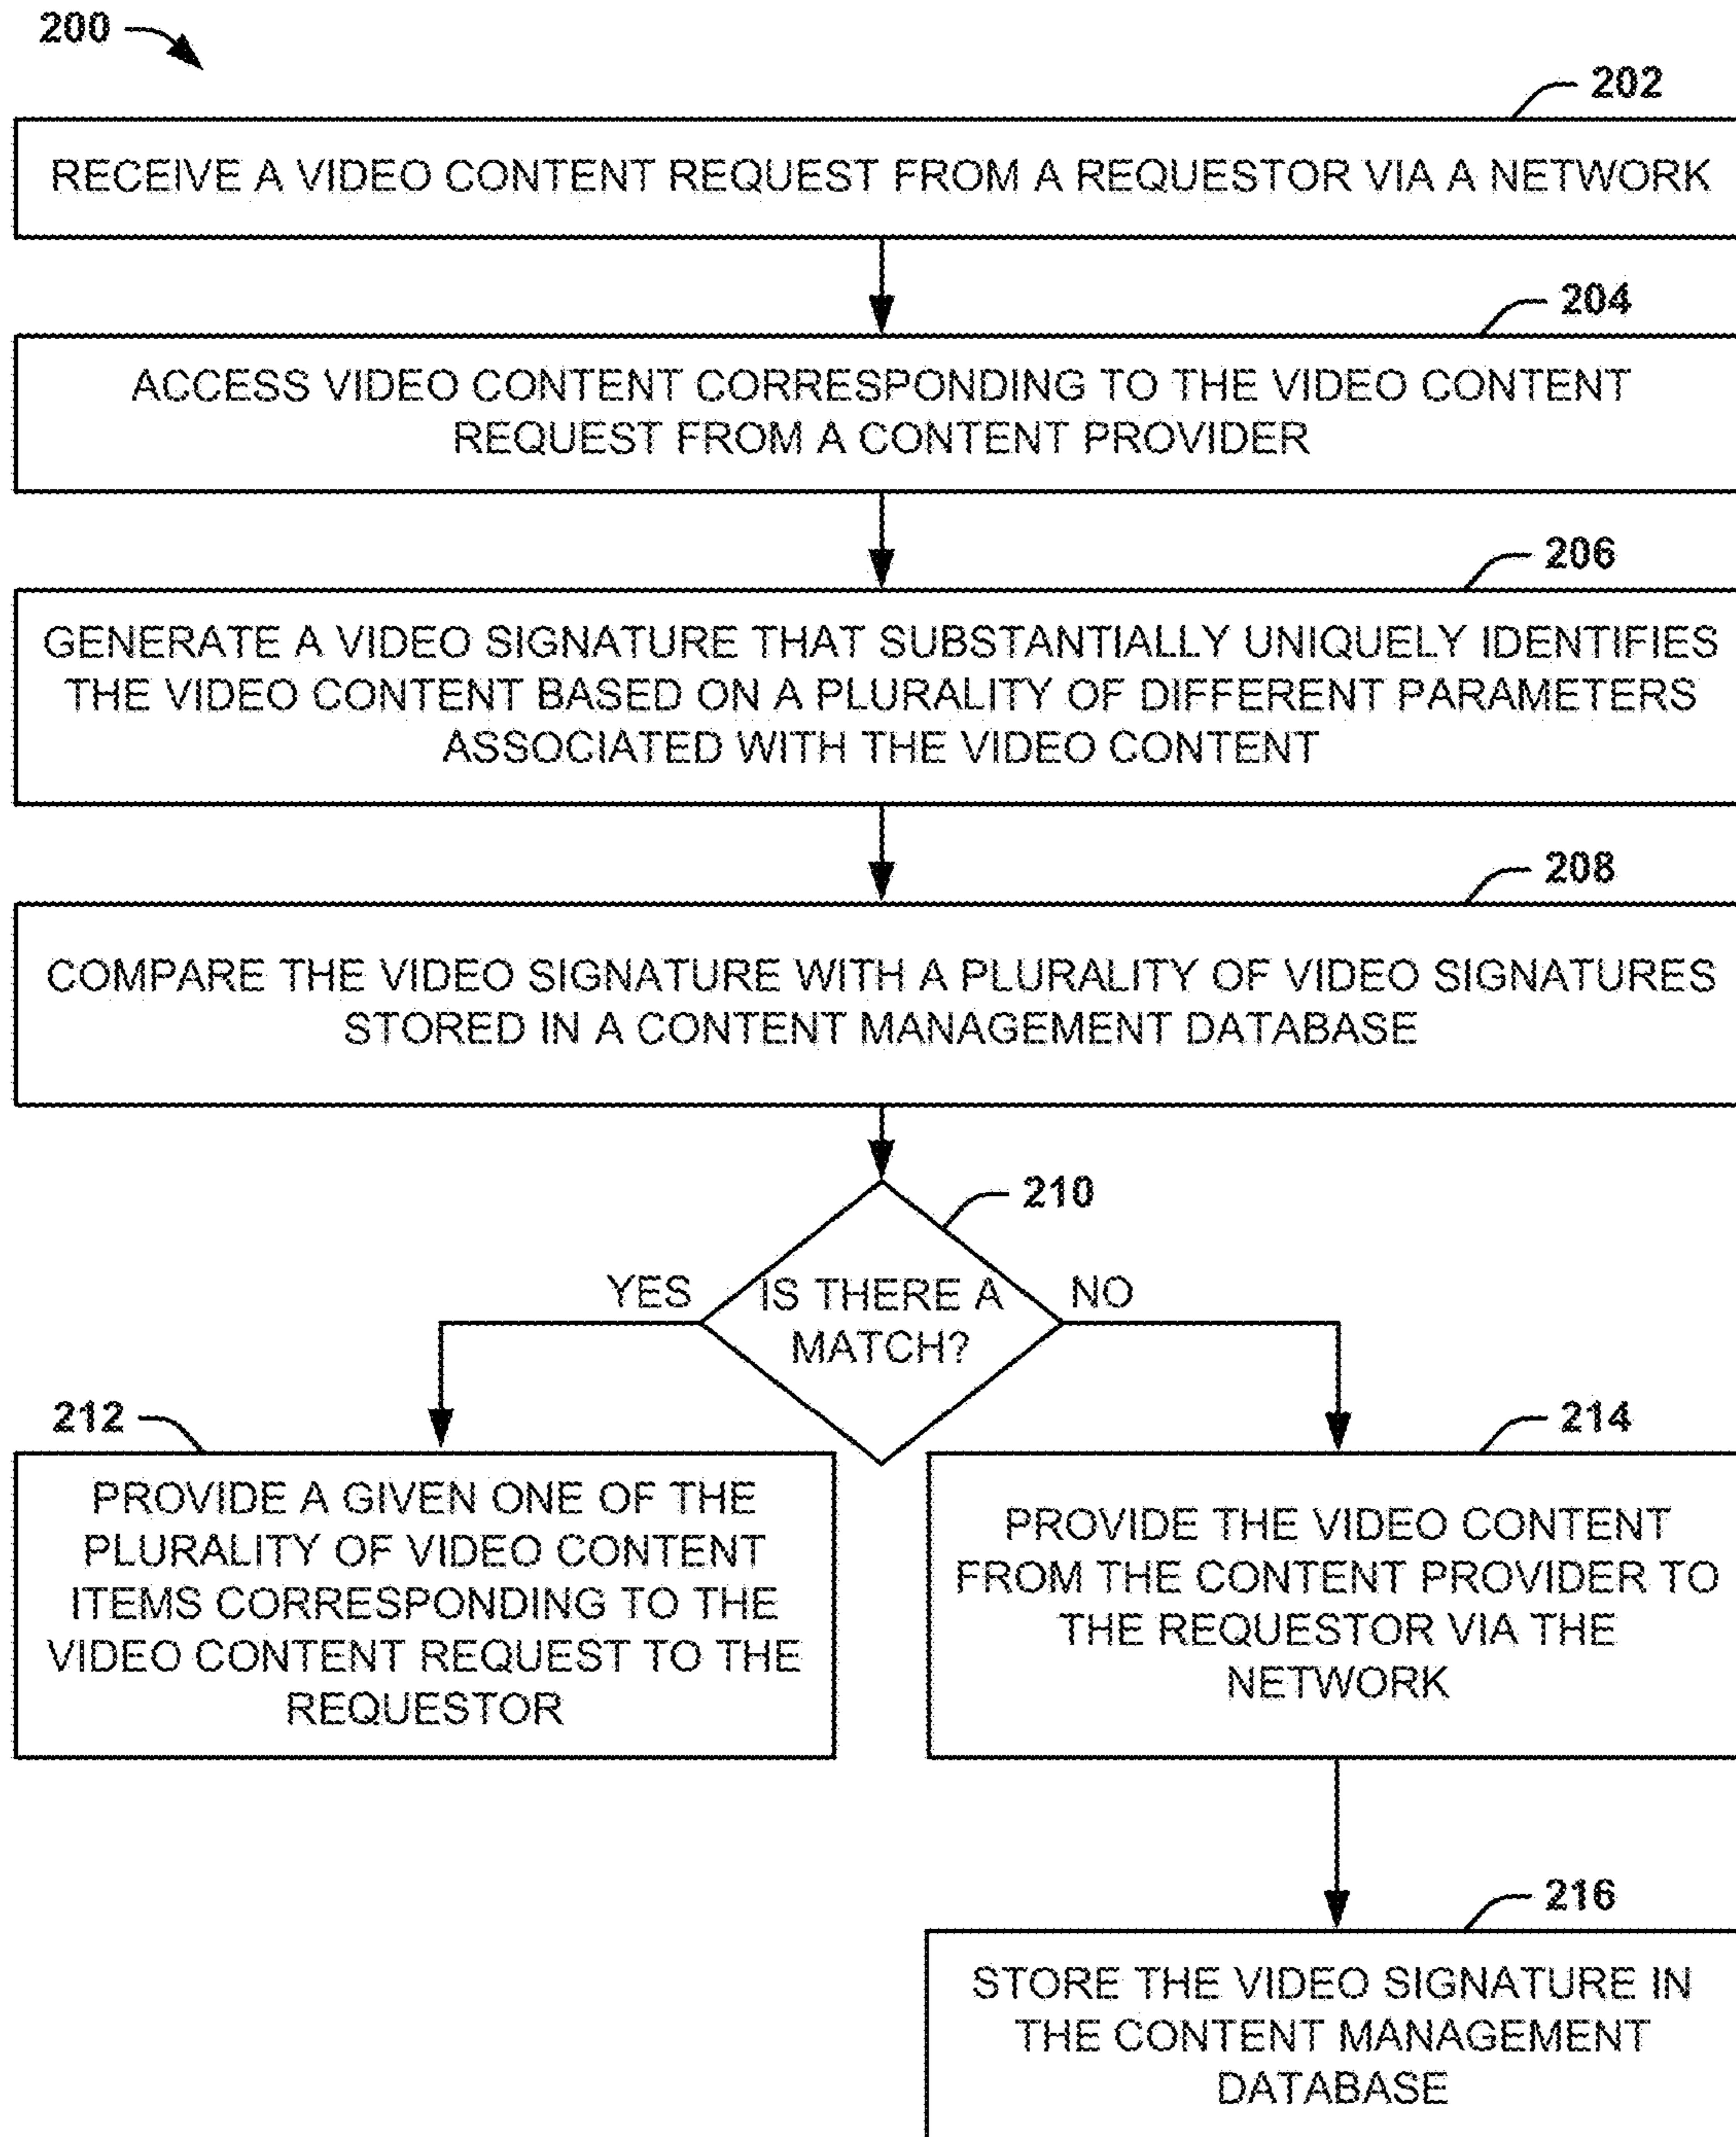 200
202
RECEIVE A VIDEO CONTENT REQUEST FROM A REQUESTOR VIA A NETWORK
204
ACCESS VIDEO CONTENT CORRESPONDING TO THE VIDEO CONTENT
REQUEST FROM A CONTENT PROVIDER
206
GENERATE A VIDEO SIGNATURE THAT SUBSTANTIALLY UNIQUELY IDENTIFIES
THE VIDEO CONTENT BASED ON A PLURALITY OF DIFFERENT PARAMETERS
ASSOCIATED WITH THE VIDEO CONTENT
208
COMPARE THE VIDEO SIGNATURE WITH A PLURALITY OF VIDEO SIGNATURES
STORED IN A CONTENT MANAGEMENT DATABASE
210
YES
IS THERE A
MATCH?
NO
212
PROVIDE A GIVEN ONE OF THE
PLURALITY OF VIDEO CONTENT
ITEMS CORRESPONDING TO THE
VIDEO CONTENT REQUEST TO THE
REQUESTOR
214
PROVIDE THE VIDEO CONTENT
FROM THE CONTENT PROVIDER TO
THE REQUESTOR VIA THE
NETWORK
216
STORE THE VIDEO SIGNATURE IN
THE CONTENT MANAGEMENT
DATABASE